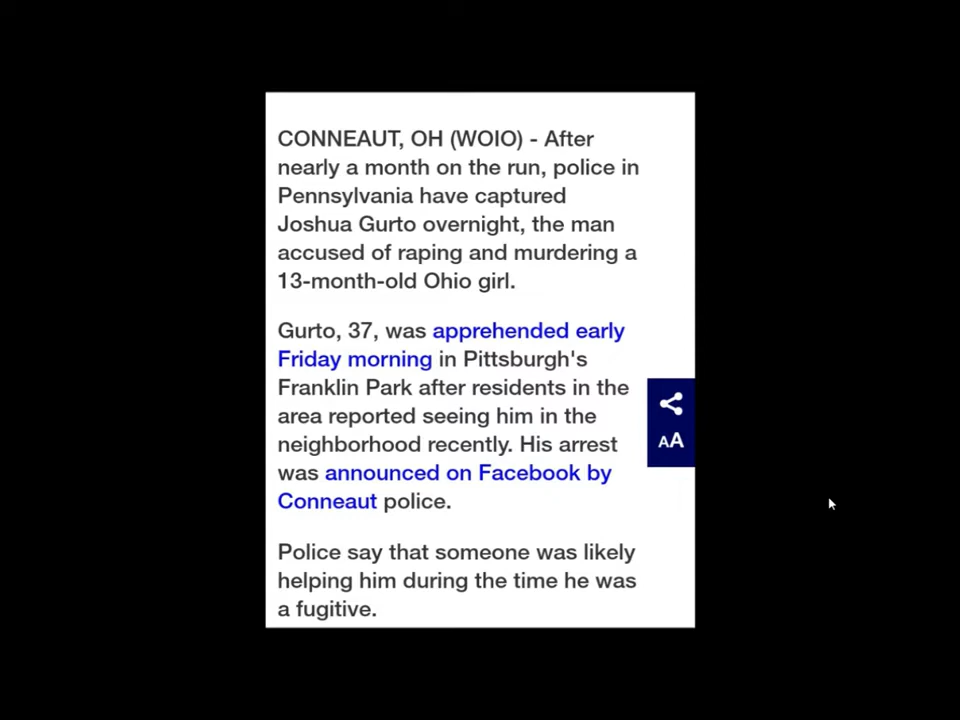 CONNEAUT, OH (WOIO) - After
nearly a month on the run, police in
Pennsylvania have captured
Joshua Gurto overnight, the man
accused of raping and murdering a
13-month-old Ohio girl.
Gurto, 37, was apprehended early
Friday morning in Pittsburgh's
Franklin Park after residents in the
area reported seeing him in the
neighborhood recently. His arrest
was announced on Facebook by
Conneaut police.
AA
Police say that someone was likely
helping him during the time he was
a fugitive.